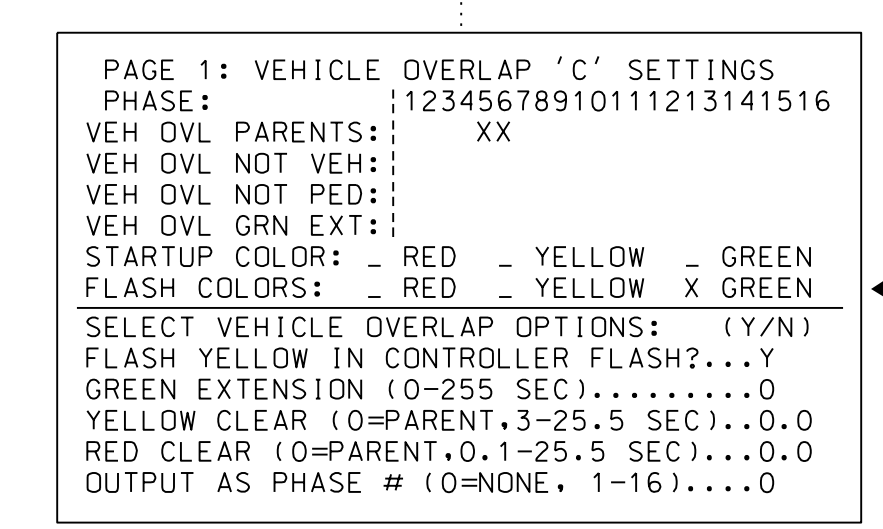 PAGE 1: VEHICLE OVERLAP 'C' SETTINGS
PHASE: ¦12345678910111213141516
VEH OVL PARENTS:¦ XX
VEH OVL NOT VEH:¦
VEH OVL NOT PED:¦
VEH OVL GRN EXT:¦
STARTUP COLOR: _ RED _ YELLOW _ GREEN
FLASH COLORS: _ RED _ YELLOW X GREEN
SELECT VEHICLE OVERLAP OPTIONS: (Y/N)
FLASH YELLOW IN CONTROLLER FLASH?...Y
GREEN EXTENSION (0-255 SEC).........0
YELLOW CLEAR (0=PARENT,3-25.5 SEC)..0.0
RED CLEAR (0=PARENT,0.1-25.5 SEC)...0.0
OUTPUT AS PHASE # (0=NONE, 1-16)....0